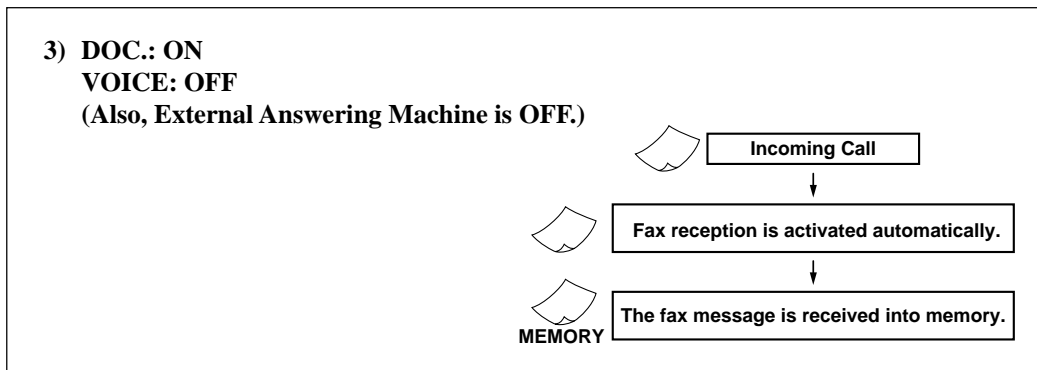 3) DOC.: ON
VOICE: OFF
(Also, External Answering Machine is OFF.)
Incoming Call
Fax reception is activated automatically.
The fax message is received into memory.
MEMORY